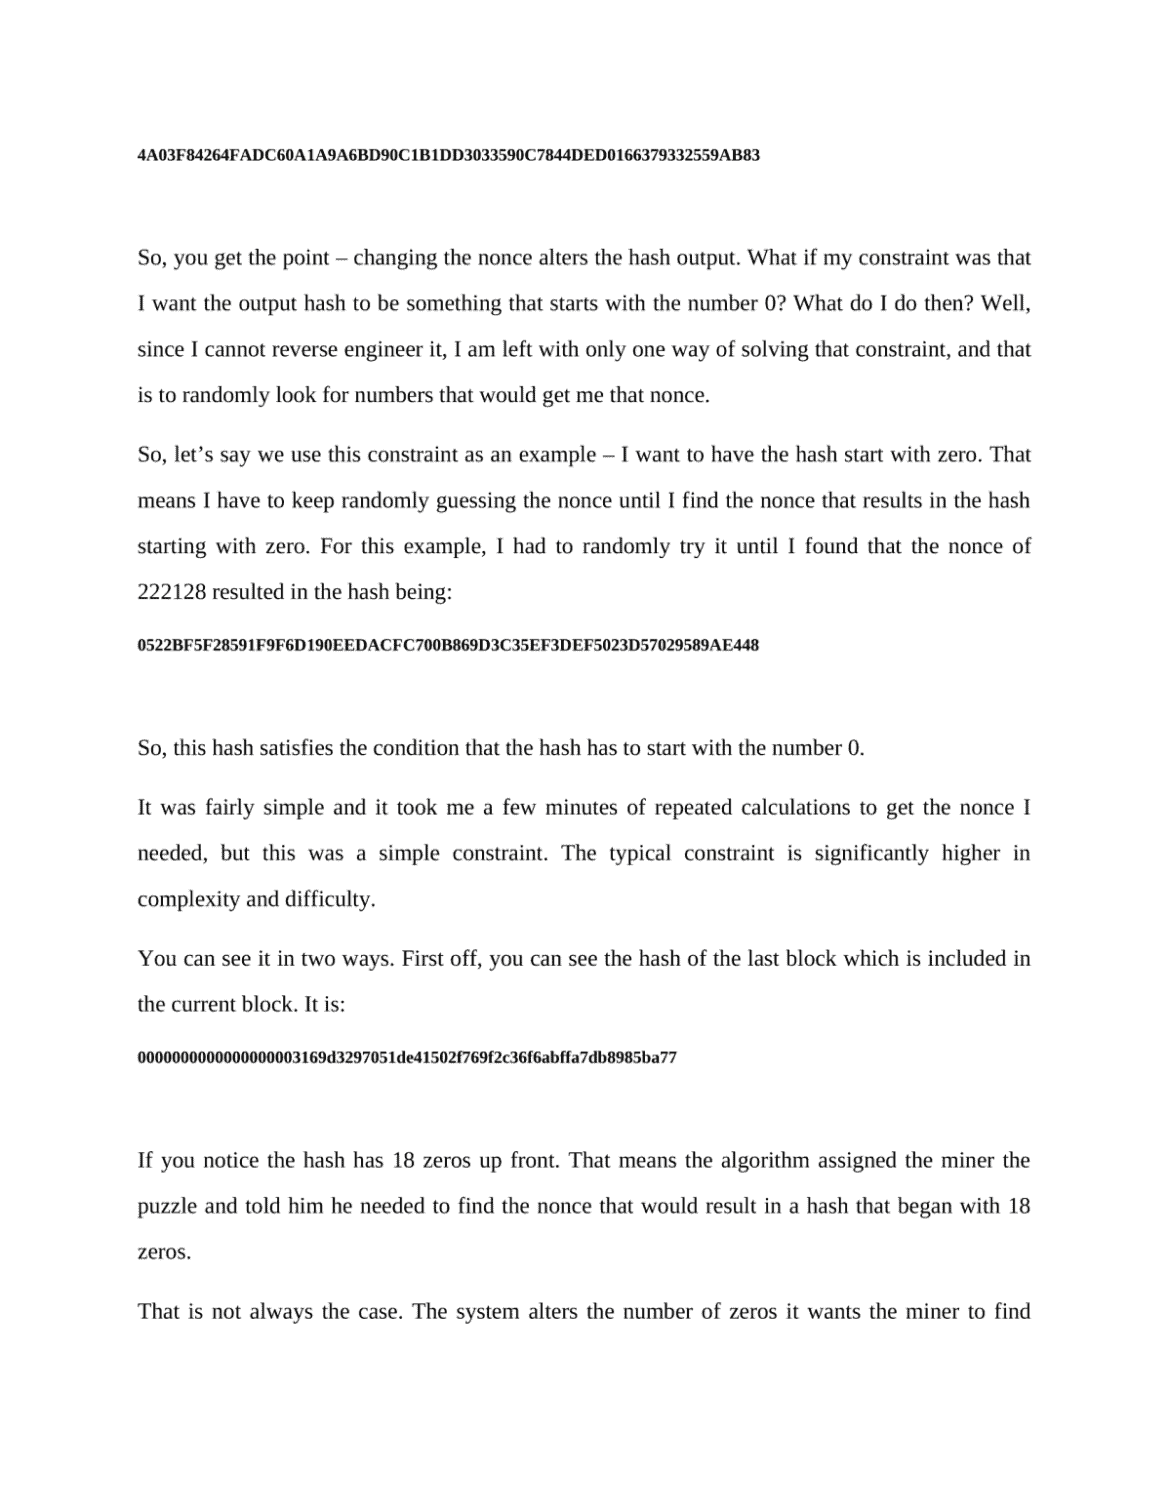 4A03F84264FADC60A1A9A6BD90C1B1DD3033590C7844DED0166379332559AB83
So, you get the point – changing the nonce alters the hash output. What if my constraint was that
I want the output hash to be something that starts with the number 0? What do I do then? Well,
since I cannot reverse engineer it, I am left with only one way of solving that constraint, and that
is to randomly look for numbers that would get me that nonce.
So, let’s say we use this constraint as an example – I want to have the hash start with zero. That
means I have to keep randomly guessing the nonce until I find the nonce that results in the hash
starting with zero. For this example, I had to randomly try it until I found that the nonce of
222128 resulted in the hash being:
0522BF5F28591F9F6D190EEDACFC700B869D3C35EF3DEF5023D57029589AE448
So, this hash satisfies the condition that the hash has to start with the number 0.
It was fairly simple and it took me a few minutes of repeated calculations to get the nonce I
needed, but this was a simple constraint. The typical constraint is significantly higher in
complexity and difficulty.
You can see it in two ways. First off, you can see the hash of the last block which is included in
the current block. It is:
0000000000000000003169d3297051de41502f769f2c36f6abffa7db8985ba77
If you notice the hash has 18 zeros up front. That means the algorithm assigned the miner the
puzzle and told him he needed to find the nonce that would result in a hash that began with 18
zeros.
That is not always the case. The system alters the number of zeros it wants the miner to find